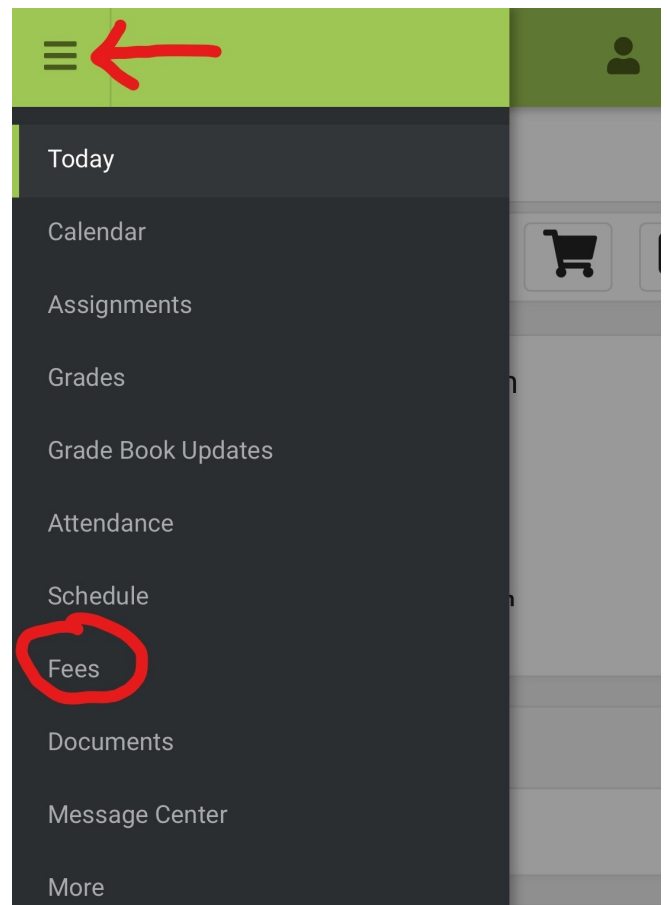 Today
Calendar
Assignments
Grades
Grade Book Updates
Attendance
Schedule
Fees
Documents
Message Center
More